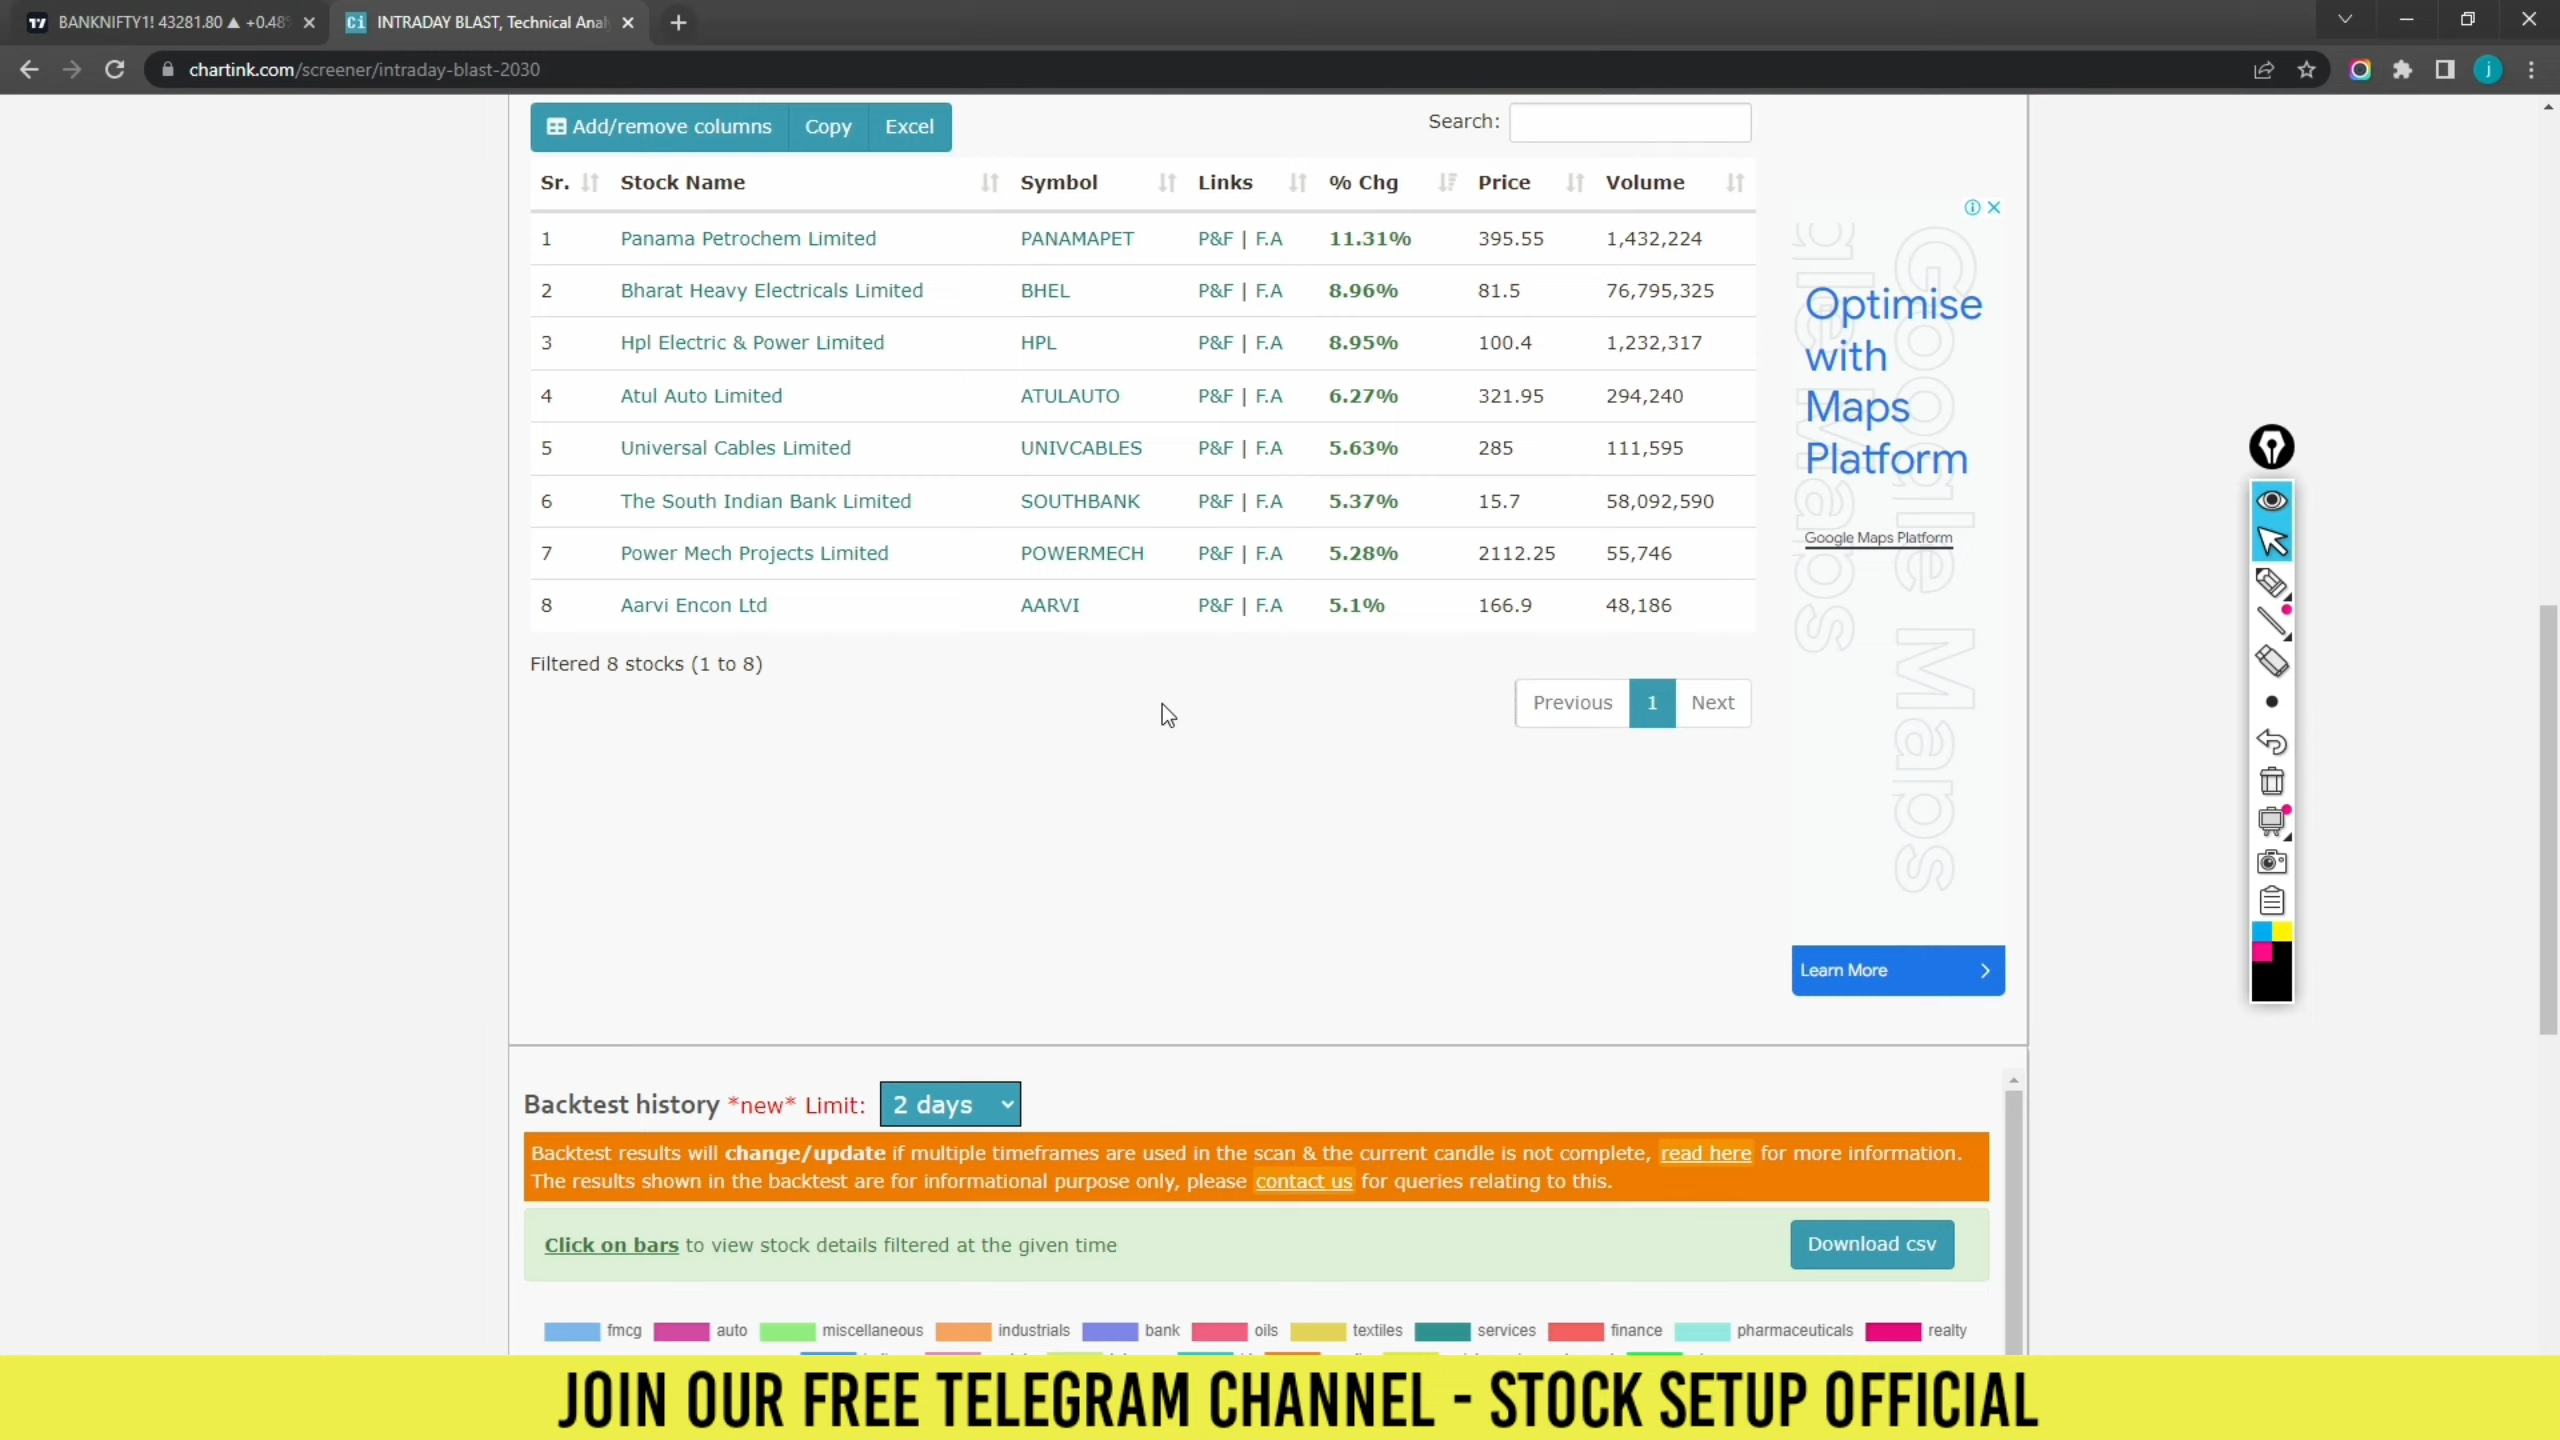 BANKNIFTY1! 43281.80 ▲ +0.48
Ci INTRADAY BLAST, Technical Anal
chartink.com/screener/intraday-blast-2030
j
Add/remove columns Copy Excel Search:
Sr. Stock Name Symbol Links % Chg Price Volume
1 Panama Petrochem Limited PANAMAPET P&F | F.A 11.31% 395.55 1,432,224
2 Bharat Heavy Electricals Limited BHEL P&F | F.A 8.96% 81.5 76,795,325
3 Hpl Electric & Power Limited HPL P&F | F.A 8.95% 100.4 1,232,317
4 Atul Auto Limited ATULAUTO P&F | F.A 6.27% 321.95 294,240
5 Universal Cables Limited UNIVCABLES P&F | F.A 5.63% 285 111,595
6 The South Indian Bank Limited SOUTHBANK P&F | F.A 5.37% 15.7 58,092,590
7 Power Mech Projects Limited POWERMECH P&F | F.A 5.28% 2112.25 55,746
8 Aarvi Encon Ltd AARVI P&F | F.A 5.1% 166.9 48,186
Filtered 8 stocks (1 to 8)
Previous 1 Next
Optimise
with
Maps
Platform
Google Maps Platform
Google Maps
gle Maps
Learn More
Backtest history *new* Limit: 2 days
Backtest results will change/update if multiple timeframes are used in the scan & the current candle is not complete, read here for more information.
The results shown in the backtest are for informational purpose only, please contact us for queries relating to this.
Click on bars to view stock details filtered at the given time Download csv
fmcg auto miscellaneous industrials bank oils textiles services finance pharmaceuticals realty
JOIN OUR FREE TELEGRAM CHANNEL - STOCK SETUP OFFICIAL